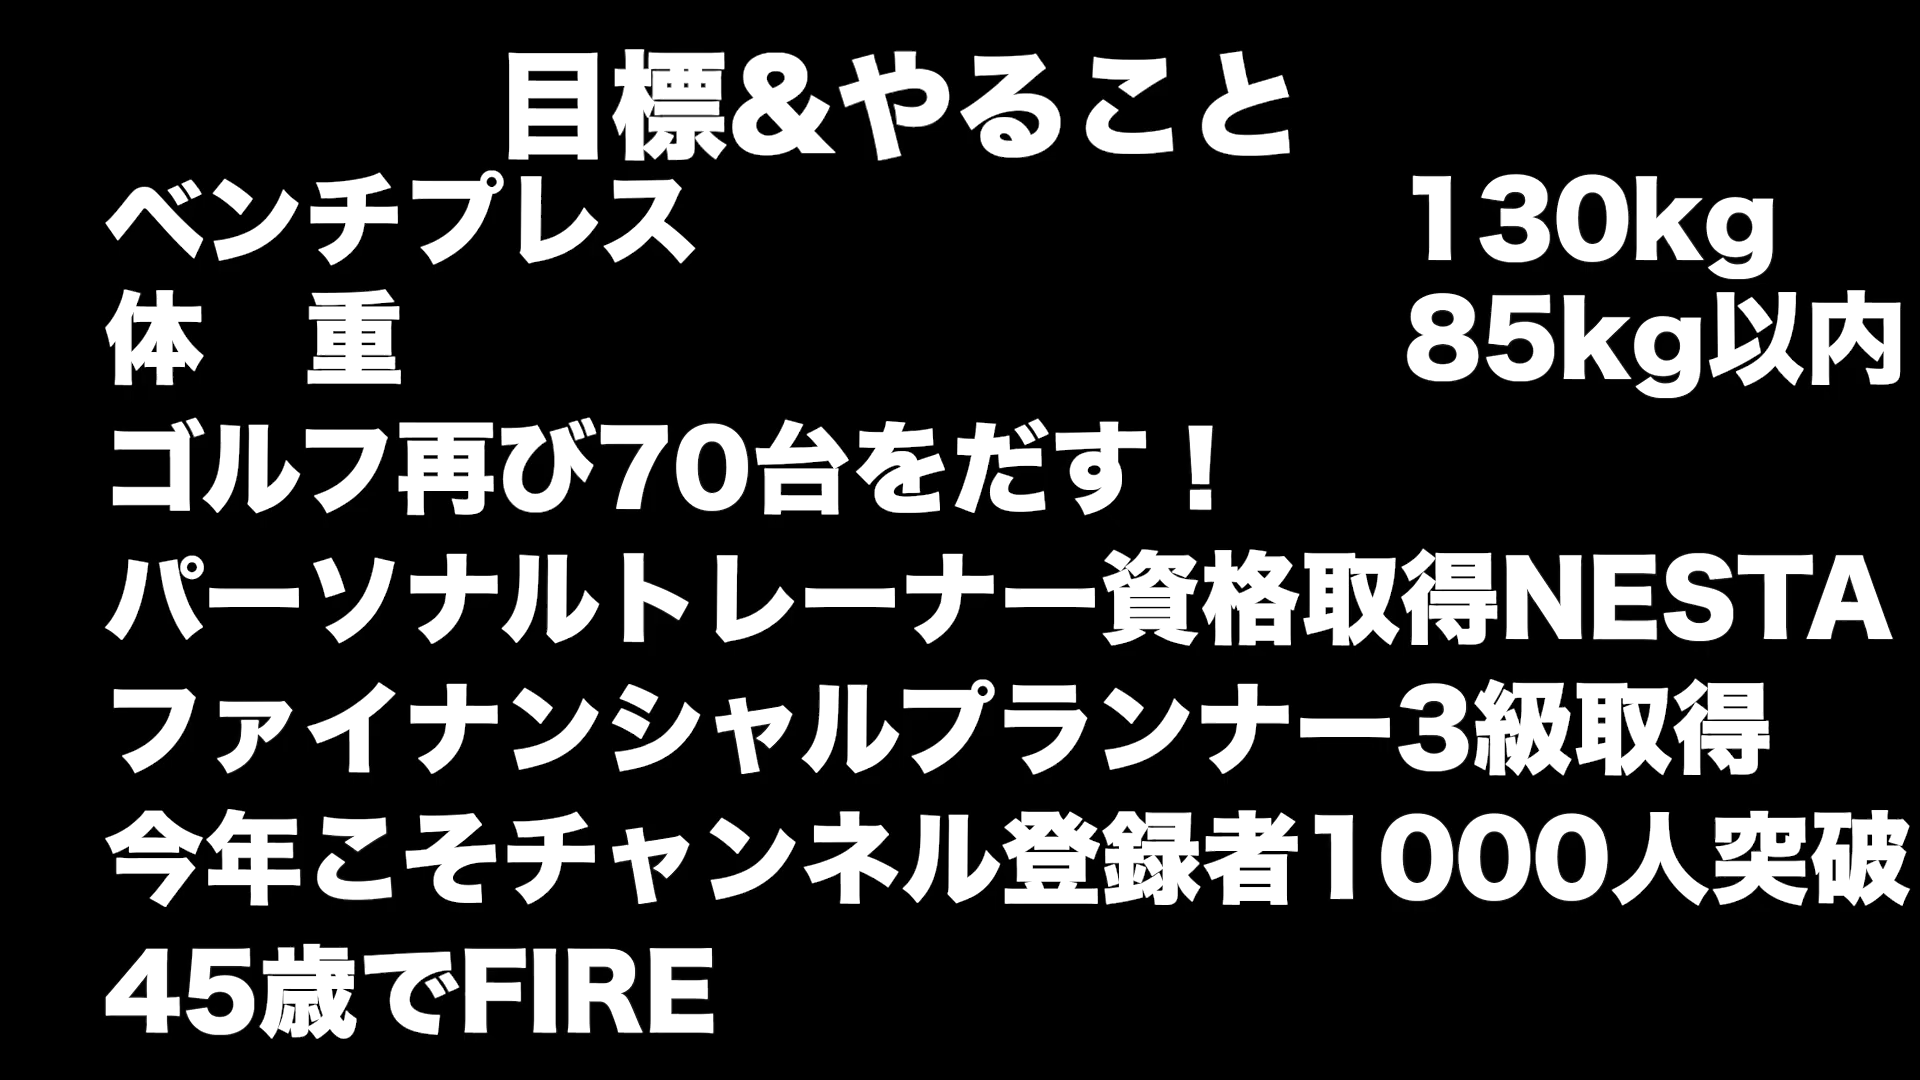 目標&やること
ベンチプレス 130kg
体　重 85kg以内
ゴルフ再び70台をだす！
パーソナルトレーナー資格取得NESTA
ファイナンシャルプランナー3級取得
今年こそチャンネル登録者1000人突破
45歳でFIRE